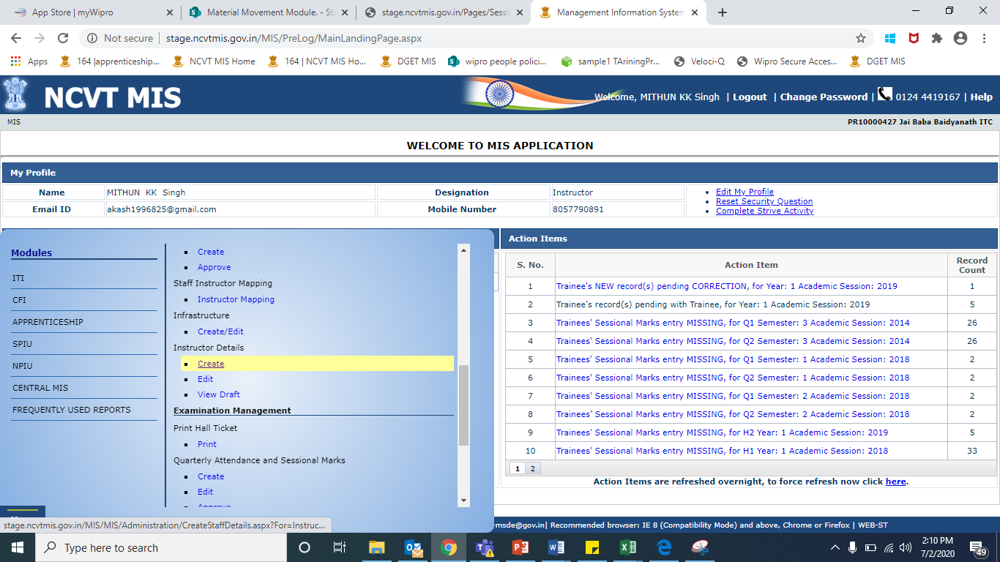 App Store | myWipro
Material Movement Module. - Sta
stage.ncvtmis.gov.in/Pages/Sessi
Management Information System
Not secure | stage.ncvtmis.gov.in/MIS/PreLog/MainLandingPage.aspx
Apps
164 |apprenticeship...
NCVT MIS Home
164 | NCVT MIS Ho...
DGET MIS
wipro people polici...
sample1 TAriningPr...
Veloci-Q
Wipro Secure Acces...
DGET MIS
NCVT MIS
Welcome, MITHUN KK Singh | Logout | Change Password | 0124 4419167 | Help
MIS
PR10000427 Jai Baba Baidyanath ITC
WELCOME TO MIS APPLICATION
My Profile
Name MITHUN KK Singh Designation Instructor
Email ID akash1996825@gmail.com Mobile Number 8057790891
Edit My Profile
Reset Security Question
Complete Strive Activity
Modules
ITI
CFI
APPRENTICESHIP
SPIU
NPIU
CENTRAL MIS
FREQUENTLY USED REPORTS
Create
Approve
Staff Instructor Mapping
Instructor Mapping
Infrastructure
Create/Edit
Instructor Details
Create
Edit
View Draft
Examination Management
Print Hall Ticket
Print
Quarterly Attendance and Sessional Marks
Create
Edit
Approve
Action Items
S. No. Action Item Record Count
1 Trainee's NEW record(s) pending CORRECTION, for Year: 1 Academic Session: 2019 1
2 Trainee's record(s) pending with Trainee, for Year: 1 Academic Session: 2019 5
3 Trainees' Sessional Marks entry MISSING, for Q1 Semester: 3 Academic Session: 2014 26
4 Trainees' Sessional Marks entry MISSING, for Q2 Semester: 3 Academic Session: 2014 26
5 Trainees' Sessional Marks entry MISSING, for Q1 Semester: 1 Academic Session: 2018 2
6 Trainees' Sessional Marks entry MISSING, for Q2 Semester: 1 Academic Session: 2018 2
7 Trainees' Sessional Marks entry MISSING, for Q1 Semester: 2 Academic Session: 2018 2
8 Trainees' Sessional Marks entry MISSING, for Q2 Semester: 2 Academic Session: 2018 2
9 Trainees' Sessional Marks entry MISSING, for H2 Year: 1 Academic Session: 2019 5
10 Trainees' Sessional Marks entry MISSING, for H1 Year: 1 Academic Session: 2018 33
1 2
Action Items are refreshed overnight, to force refresh now click here.
stage.ncvtmis.gov.in/MIS/MIS/Administration/CreateStaffDetails.aspx?For=Instruc...
-msde@gov.in| Recommended browser: IE 8 (Compatibility Mode) and above, Chrome or Firefox | WEB-ST
Type here to search
2:10 PM
7/2/2020
49